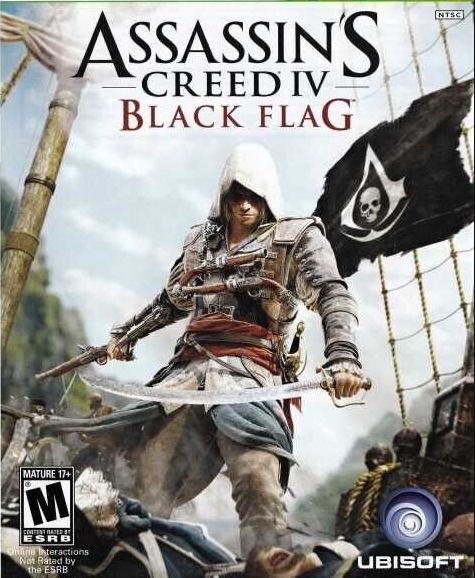 NTSC
ASSASSIN'S
CREED IV
BLACK FLAG
MATURE 17+
M
®
CONTENT RATED BY
ESRB
Online Interactions
Not Rated by
the ESRB
UBISOFT